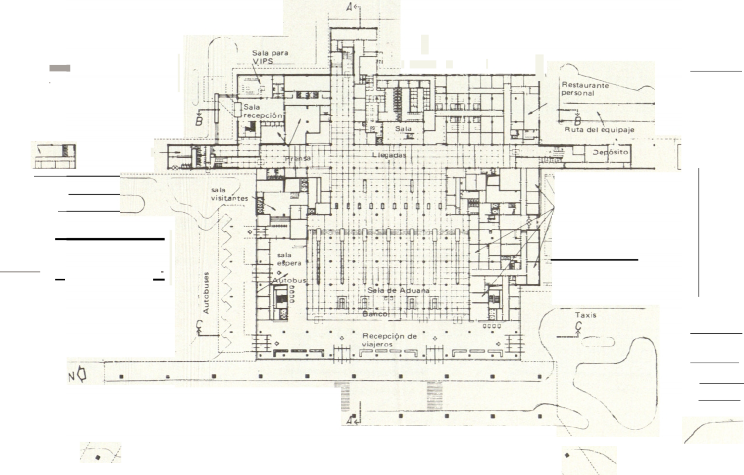 A
Sala para
VIPS
Restaurante
personal
Sala
recepción
B
B
Sala
Ruta del equipaje
Prensa
Llegadas
Depósito
sala
visitantes
sala
espera
Autobus
Autobuses
Sala de Aduana
Banco
Taxis
C
C
Recepción de
viajeros
N
A